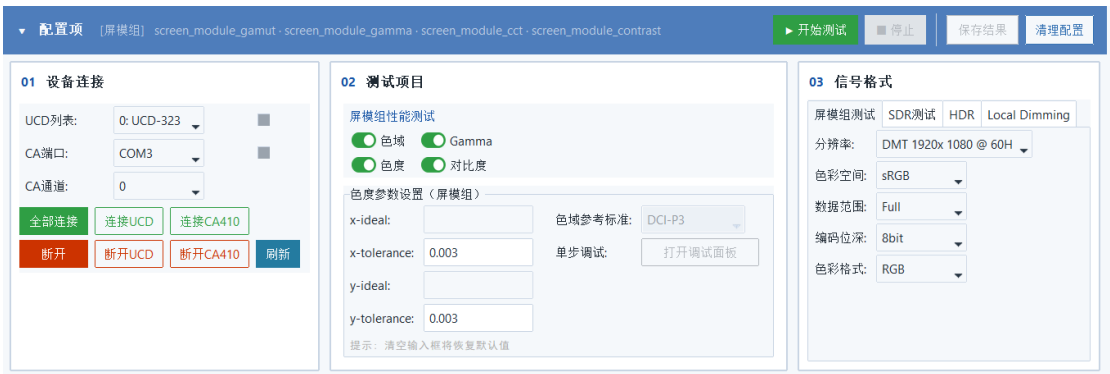 ▾ 配置项 [屏模组] screen_module_gamut · screen_module_gamma · screen_module_cct · screen_module_contrast ▶ 开始测试 ■ 停止 保存结果 清理配置
01 设备连接
UCD列表: 0: UCD-323
CA端口: COM3
CA通道: 0
全部连接 连接UCD 连接CA410
断开 断开UCD 断开CA410 刷新
02 测试项目
屏模组性能测试
色域 Gamma
色度 对比度
色度参数设置（屏模组）
x-ideal: 色域参考标准: DCI-P3
x-tolerance: 0.003 单步调试: 打开调试面板
y-ideal:
y-tolerance: 0.003
提示: 清空输入框将恢复默认值
03 信号格式
屏模组测试 SDR测试 HDR Local Dimming
分辨率: DMT 1920x 1080 @ 60H
色彩空间: sRGB
数据范围: Full
编码位深: 8bit
色彩格式: RGB